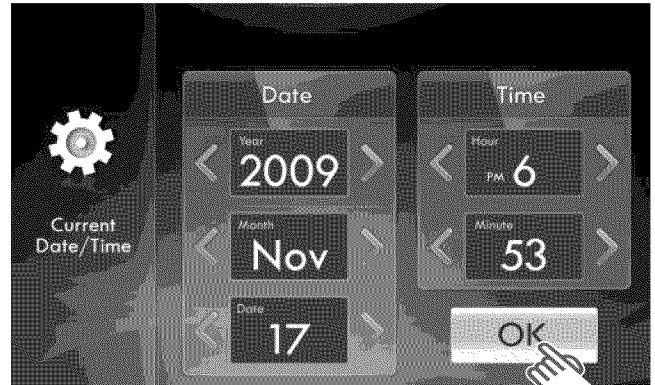 Current
Date/Time
Date
Year
2009
Month
Nov
Date
17
Time
Hour
PM 6
Minute
53
OK